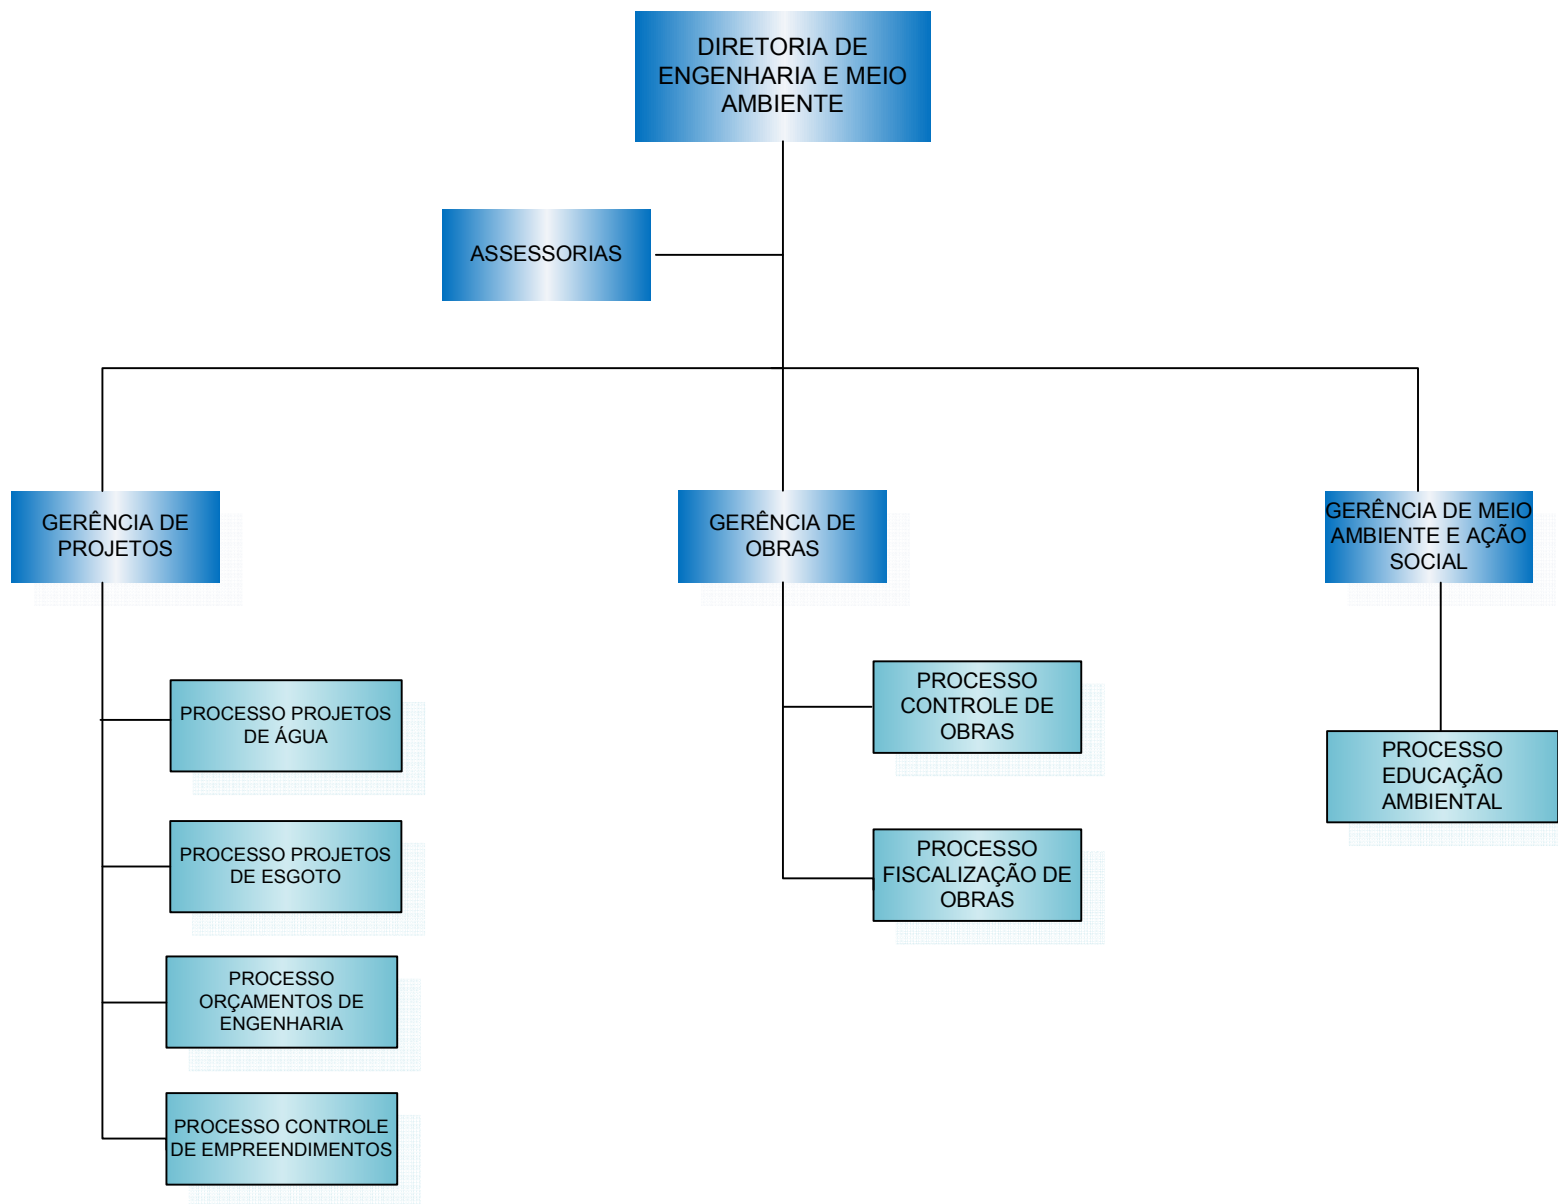 DIRETORIA DE
ENGENHARIA E MEIO
AMBIENTE
ASSESSORIAS
GERÊNCIA DE
PROJETOS
GERÊNCIA DE
OBRAS
GERÊNCIA DE MEIO
AMBIENTE E AÇÃO
SOCIAL
PROCESSO PROJETOS
DE ÁGUA
PROCESSO PROJETOS
DE ESGOTO
PROCESSO
ORÇAMENTOS DE
ENGENHARIA
PROCESSO CONTROLE
DE EMPREENDIMENTOS
PROCESSO
CONTROLE DE
OBRAS
PROCESSO
FISCALIZAÇÃO DE
OBRAS
PROCESSO
EDUCAÇÃO
AMBIENTAL